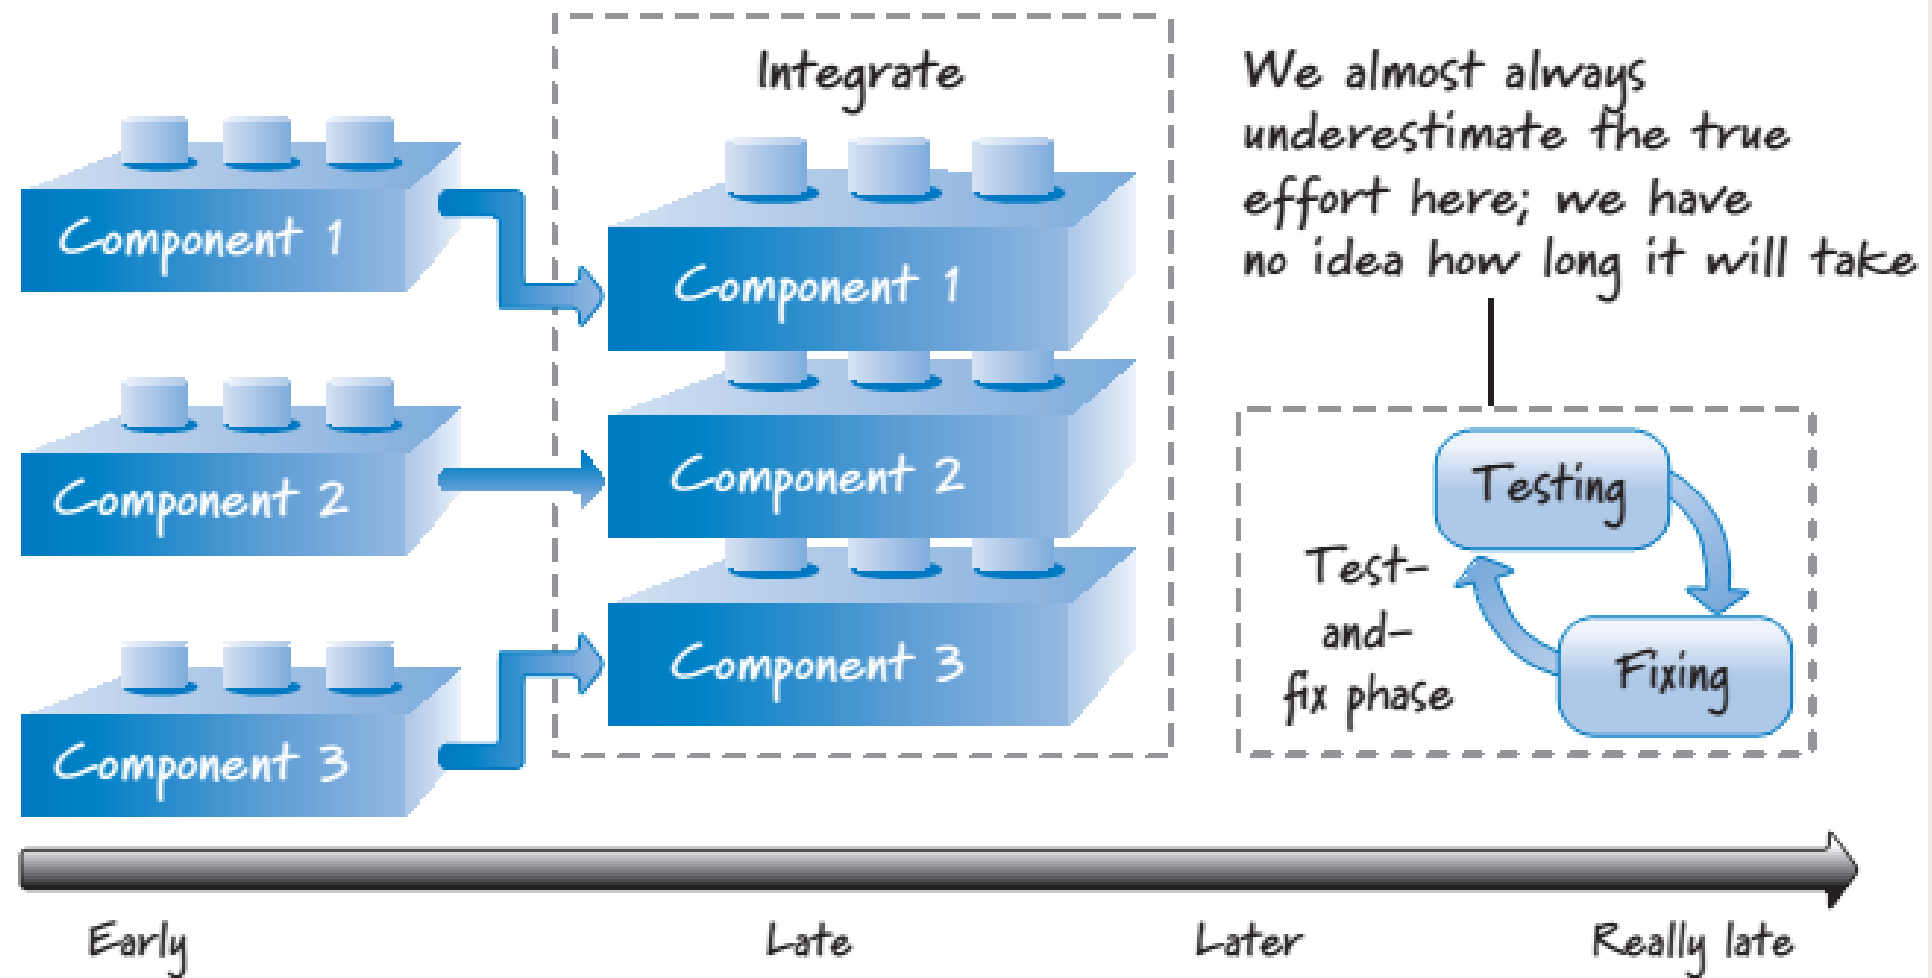 Component 1
Component 2
Component 3
Integrate
Component 1
Component 2
Component 3
We almost always
underestimate the true
effort here; we have
no idea how long it will take
Testing
Test-
and-
fix phase
Fixing
Early
Late
Later
Really late